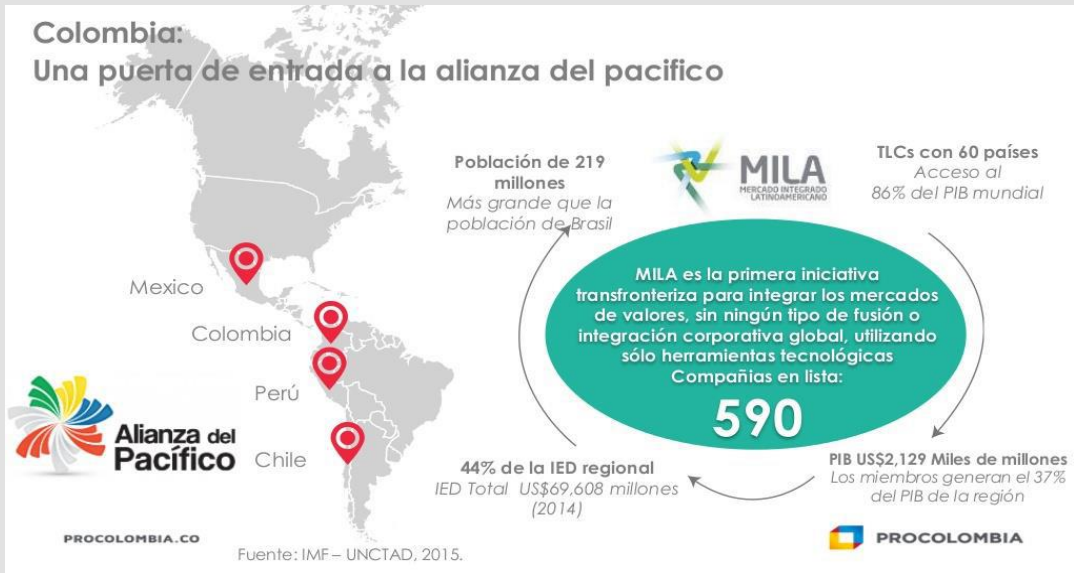 Colombia:
Una puerta de entrada a la alianza del pacifico
Mexico
Colombia
Perú
Chile
Alianza del
Pacífico
Población de 219
millones
Más grande que la
población de Brasil
MILA
MERCADO INTEGRADO
LATINOAMERICANO
TLCs con 60 países
Acceso al
86% del PIB mundial
MILA es la primera iniciativa
transfronteriza para integrar los mercados
de valores, sin ningún tipo de fusión o
integración corporativa global, utilizando
sólo herramientas tecnológicas
Compañias en lista:
590
44% de la IED regional
IED Total US$69,608 millones
(2014)
PIB US$2,129 Miles de millones
Los miembros generan el 37%
del PIB de la región
PROCOLOMBIA.CO
Fuente: IMF – UNCTAD, 2015.
PROCOLOMBIA